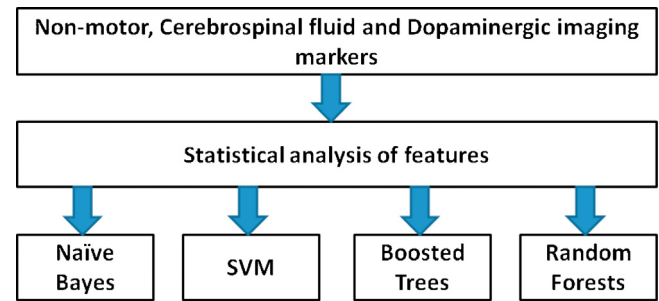 Non-motor, Cerebrospinal fluid and Dopaminergic imaging
markers
Statistical analysis of features
Naïve
Bayes
SVM
Boosted
Trees
Random
Forests